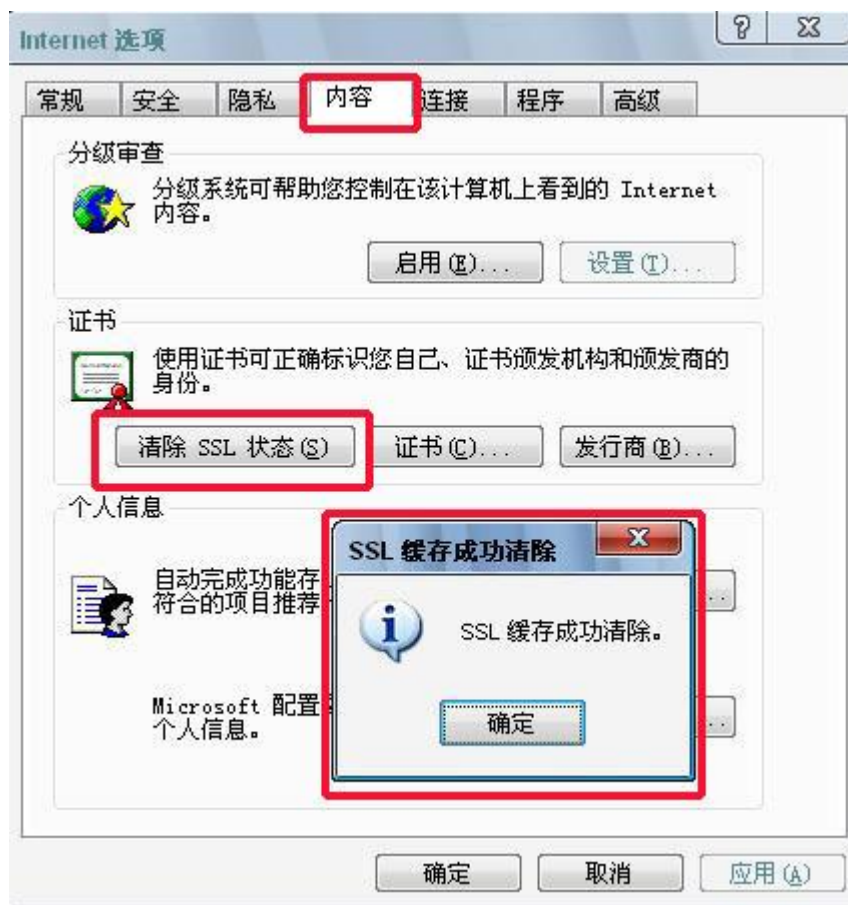 Internet 选项
常规 安全 隐私 内容 连接 程序 高级
分级审查
分级系统可帮助您控制在该计算机上看到的 Internet
内容。
启用(E)... 设置(T)...
证书
使用证书可正确标识您自己、证书颁发机构和颁发商的
身份。
清除 SSL 状态(S) 证书(C)... 发行商(B)...
个人信息
自动完成功能存
符合的项目推荐
SSL 缓存成功清除
SSL 缓存成功清除。
确定
Microsoft 配置
个人信息。
确定 取消 应用(A)